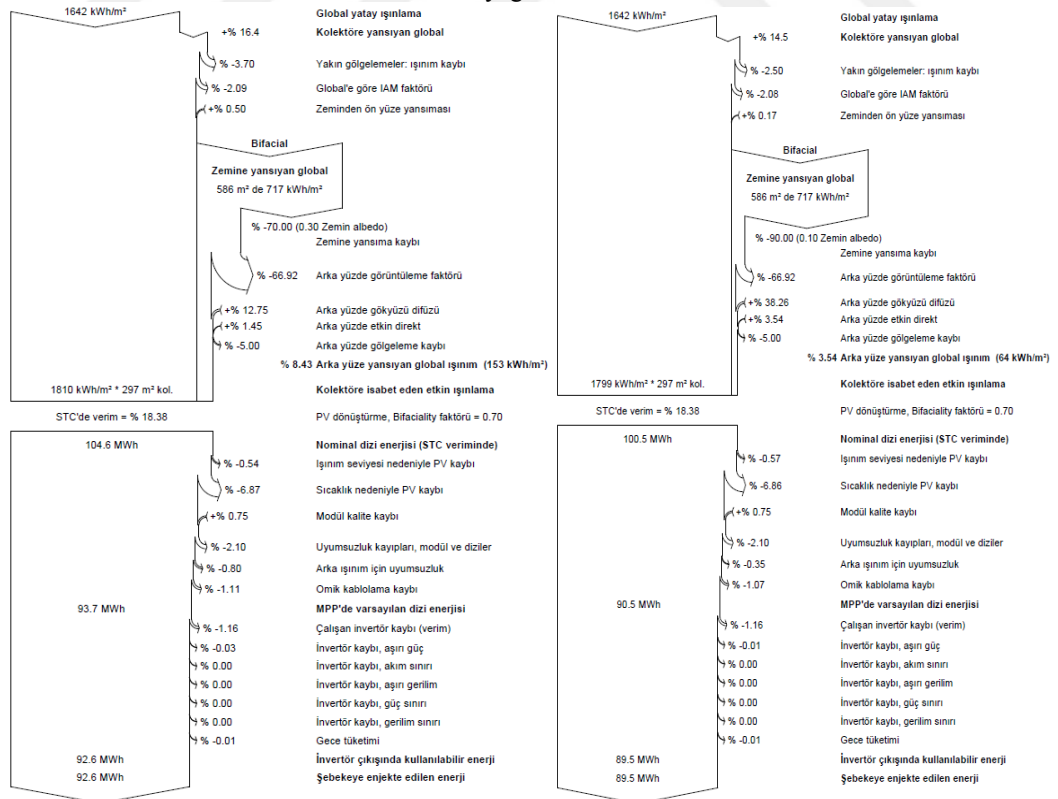 1642 kWh/m²
Global yatay ışınlama
+% 16.4
Kolektöre yansıyan global
% -3.70
Yakın gölgelemeler: ışınım kaybı
% -2.09
Global'e göre IAM faktörü
+% 0.50
Zeminden ön yüze yansıması
Bifacial
Zemine yansıyan global
586 m² de 717 kWh/m²
% -70.00 (0.30 Zemin albedo)
Zemine yansıma kaybı
% -66.92
Arka yüzde görüntüleme faktörü
+% 12.75
Arka yüzde gökyüzü difüzü
+% 1.45
Arka yüzde etkin direkt
% -5.00
Arka yüzde gölgeleme kaybı
% 8.43 Arka yüze yansıyan global ışınım (153 kWh/m²)
1810 kWh/m² * 297 m² kol.
Kolektöre isabet eden etkin ışınlama
STC'de verim = % 18.38
PV dönüştürme, Bifaciality faktörü = 0.70
104.6 MWh
Nominal dizi enerjisi (STC veriminde)
% -0.54
Işınım seviyesi nedeniyle PV kaybı
% -6.87
Sıcaklık nedeniyle PV kaybı
+% 0.75
Modül kalite kaybı
% -2.10
Uyumsuzluk kayıpları, modül ve diziler
% -0.80
Arka ışınım için uyumsuzluk
% -1.11
Omik kablolama kaybı
93.7 MWh
MPP'de varsayılan dizi enerjisi
% -1.16
Çalışan invertör kaybı (verim)
% -0.03
İnvertör kaybı, aşırı güç
% 0.00
İnvertör kaybı, akım sınırı
% 0.00
İnvertör kaybı, aşırı gerilim
% 0.00
İnvertör kaybı, güç sınırı
% 0.00
İnvertör kaybı, gerilim sınırı
% -0.01
Gece tüketimi
92.6 MWh
İnvertör çıkışında kullanılabilir enerji
92.6 MWh
Şebekeye enjekte edilen enerji
1642 kWh/m²
Global yatay ışınlama
+% 14.5
Kolektöre yansıyan global
% -2.50
Yakın gölgelemeler: ışınım kaybı
% -2.08
Global'e göre IAM faktörü
+% 0.17
Zeminden ön yüze yansıması
Bifacial
Zemine yansıyan global
586 m² de 717 kWh/m²
% -90.00 (0.10 Zemin albedo)
Zemine yansıma kaybı
% -66.92
Arka yüzde görüntüleme faktörü
+% 38.26
Arka yüzde gökyüzü difüzü
+% 3.54
Arka yüzde etkin direkt
% -5.00
Arka yüzde gölgeleme kaybı
% 3.54 Arka yüze yansıyan global ışınım (64 kWh/m²)
1799 kWh/m² * 297 m² kol.
Kolektöre isabet eden etkin ışınlama
STC'de verim = % 18.38
PV dönüştürme, Bifaciality faktörü = 0.70
100.5 MWh
Nominal dizi enerjisi (STC veriminde)
% -0.57
Işınım seviyesi nedeniyle PV kaybı
% -6.86
Sıcaklık nedeniyle PV kaybı
+% 0.75
Modül kalite kaybı
% -2.10
Uyumsuzluk kayıpları, modül ve diziler
% -0.35
Arka ışınım için uyumsuzluk
% -1.07
Omik kablolama kaybı
90.5 MWh
MPP'de varsayılan dizi enerjisi
% -1.16
Çalışan invertör kaybı (verim)
% -0.01
İnvertör kaybı, aşırı güç
% 0.00
İnvertör kaybı, akım sınırı
% 0.00
İnvertör kaybı, aşırı gerilim
% 0.00
İnvertör kaybı, güç sınırı
% 0.00
İnvertör kaybı, gerilim sınırı
% -0.01
Gece tüketimi
89.5 MWh
İnvertör çıkışında kullanılabilir enerji
89.5 MWh
Şebekeye enjekte edilen enerji